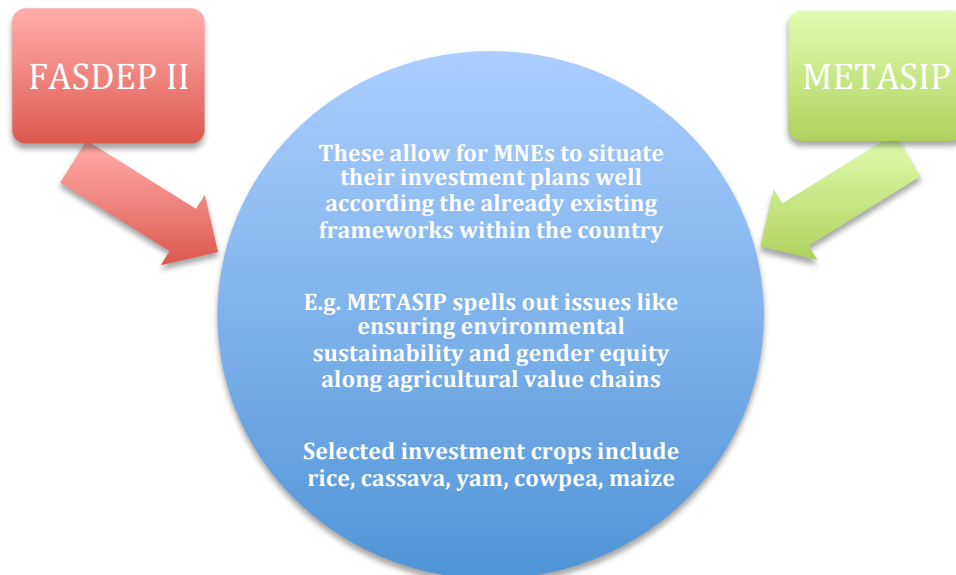 FASDEP II
METASIP
These allow for MNEs to situate
their investment plans well
according the already existing
frameworks within the country
E.g. METASIP spells out issues like
ensuring environmental
sustainability and gender equity
along agricultural value chains
Selected investment crops include
rice, cassava, yam, cowpea, maize